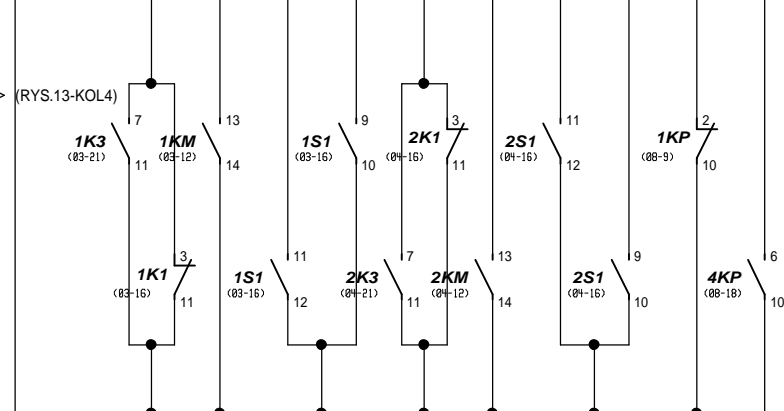 > (RYS.13-KOL4)
7
1K3
(03-21)
11
13
1KM
(03-12)
14
9
1S1
(03-16)
10
3
2K1
(04-16)
11
11
2S1
(04-16)
12
2
1KP
(08-9)
10
3
1K1
(03-16)
11
11
1S1
(03-16)
12
7
2K3
(04-21)
11
13
2KM
(04-12)
14
9
2S1
(04-16)
10
6
4KP
(08-18)
10